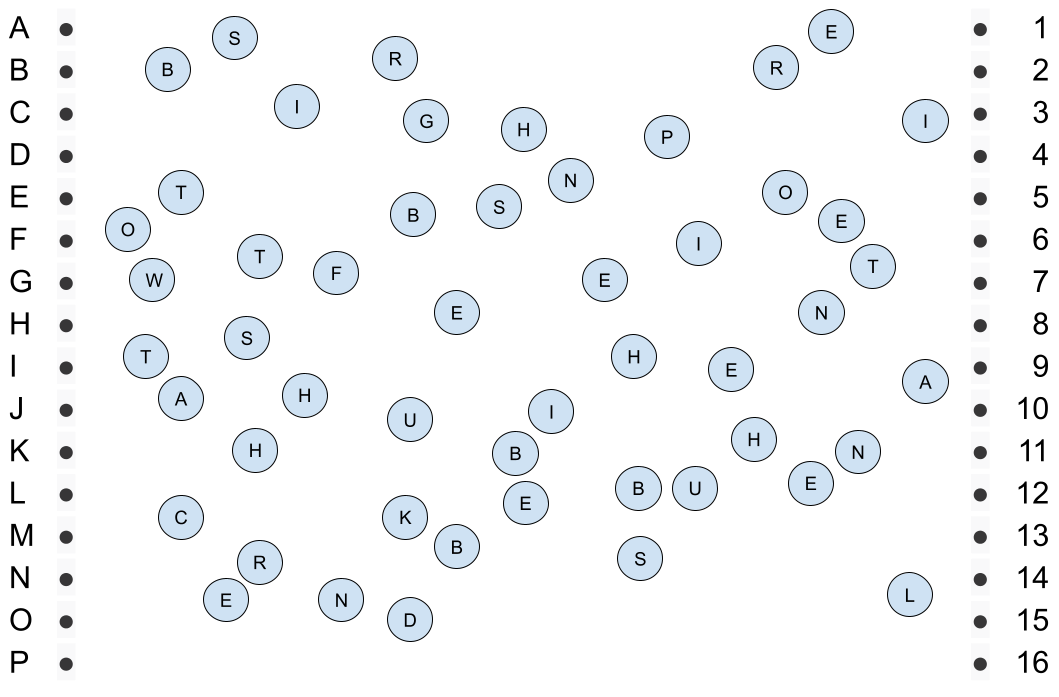 A S R E 1
B B R 2
C I G H P I 3
D N 4
E T B S O E 5
F O T I 6
G W F E T 7
H S E N 8
I T H E A 9
J A H U I 10
K H B H N 11
L C K E B U E 12
M R B S 13
N E N L 14
O D 15
P 16